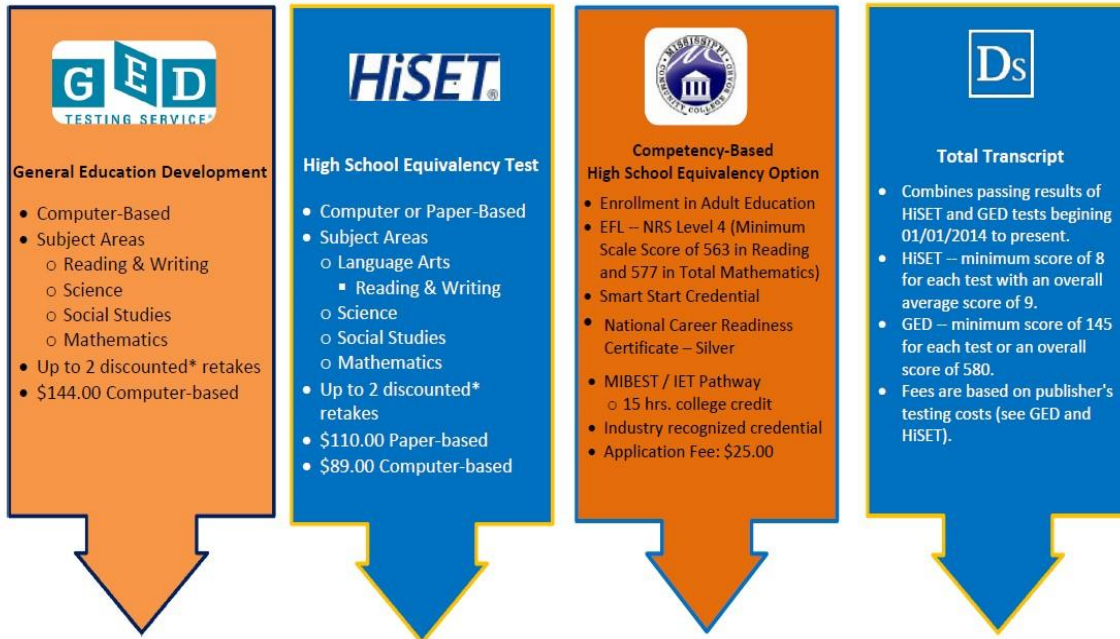 GED
TESTING SERVICE®
General Education Development
• Computer-Based
• Subject Areas
o Reading & Writing
o Science
o Social Studies
o Mathematics
• Up to 2 discounted* retakes
• $144.00 Computer-based
HiSET®
High School Equivalency Test
• Computer or Paper-Based
• Subject Areas
o Language Arts
▪ Reading & Writing
o Science
o Social Studies
o Mathematics
• Up to 2 discounted*
retakes
• $110.00 Paper-based
• $89.00 Computer-based
MISSISSIPPI
COMMUNITY COLLEGE BOARD
Competency-Based
High School Equivalency Option
• Enrollment in Adult Education
• EFL -- NRS Level 4 (Minimum
Scale Score of 563 in Reading
and 577 in Total Mathematics)
• Smart Start Credential
• National Career Readiness
Certificate – Silver
• MIBEST / IET Pathway
o 15 hrs. college credit
• Industry recognized credential
• Application Fee: $25.00
DS
Total Transcript
• Combines passing results of
HiSET and GED tests begining
01/01/2014 to present.
• HiSET -- minimum score of 8
for each test with an overall
average score of 9.
• GED -- minimum score of 145
for each test or an overall
score of 580.
• Fees are based on publisher's
testing costs (see GED and
HiSET).